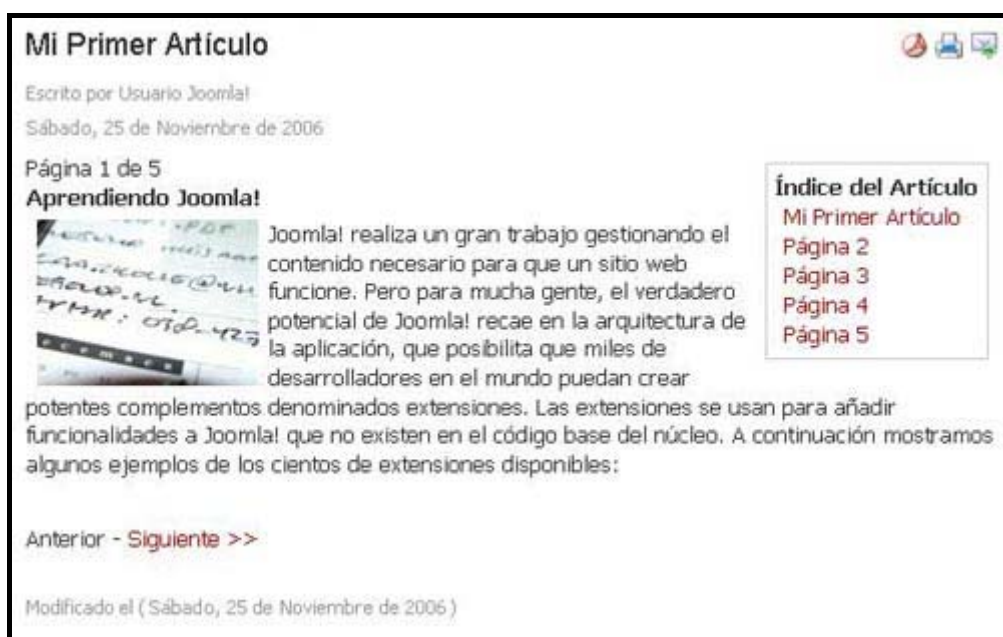 Mi Primer Artículo
Escrito por Usuario Joomla!
Sábado, 25 de Noviembre de 2006
Página 1 de 5
Aprendiendo Joomla!
Joomla! realiza un gran trabajo gestionando el
contenido necesario para que un sitio web
funcione. Pero para mucha gente, el verdadero
potencial de Joomla! recae en la arquitectura de
la aplicación, que posibilita que miles de
desarrolladores en el mundo puedan crear
potentes complementos denominados extensiones. Las extensiones se usan para añadir
funcionalidades a Joomla! que no existen en el código base del núcleo. A continuación mostramos
algunos ejemplos de los cientos de extensiones disponibles:
Índice del Artículo
Mi Primer Artículo
Página 2
Página 3
Página 4
Página 5
Anterior - Siguiente >>
Modificado el ( Sábado, 25 de Noviembre de 2006 )